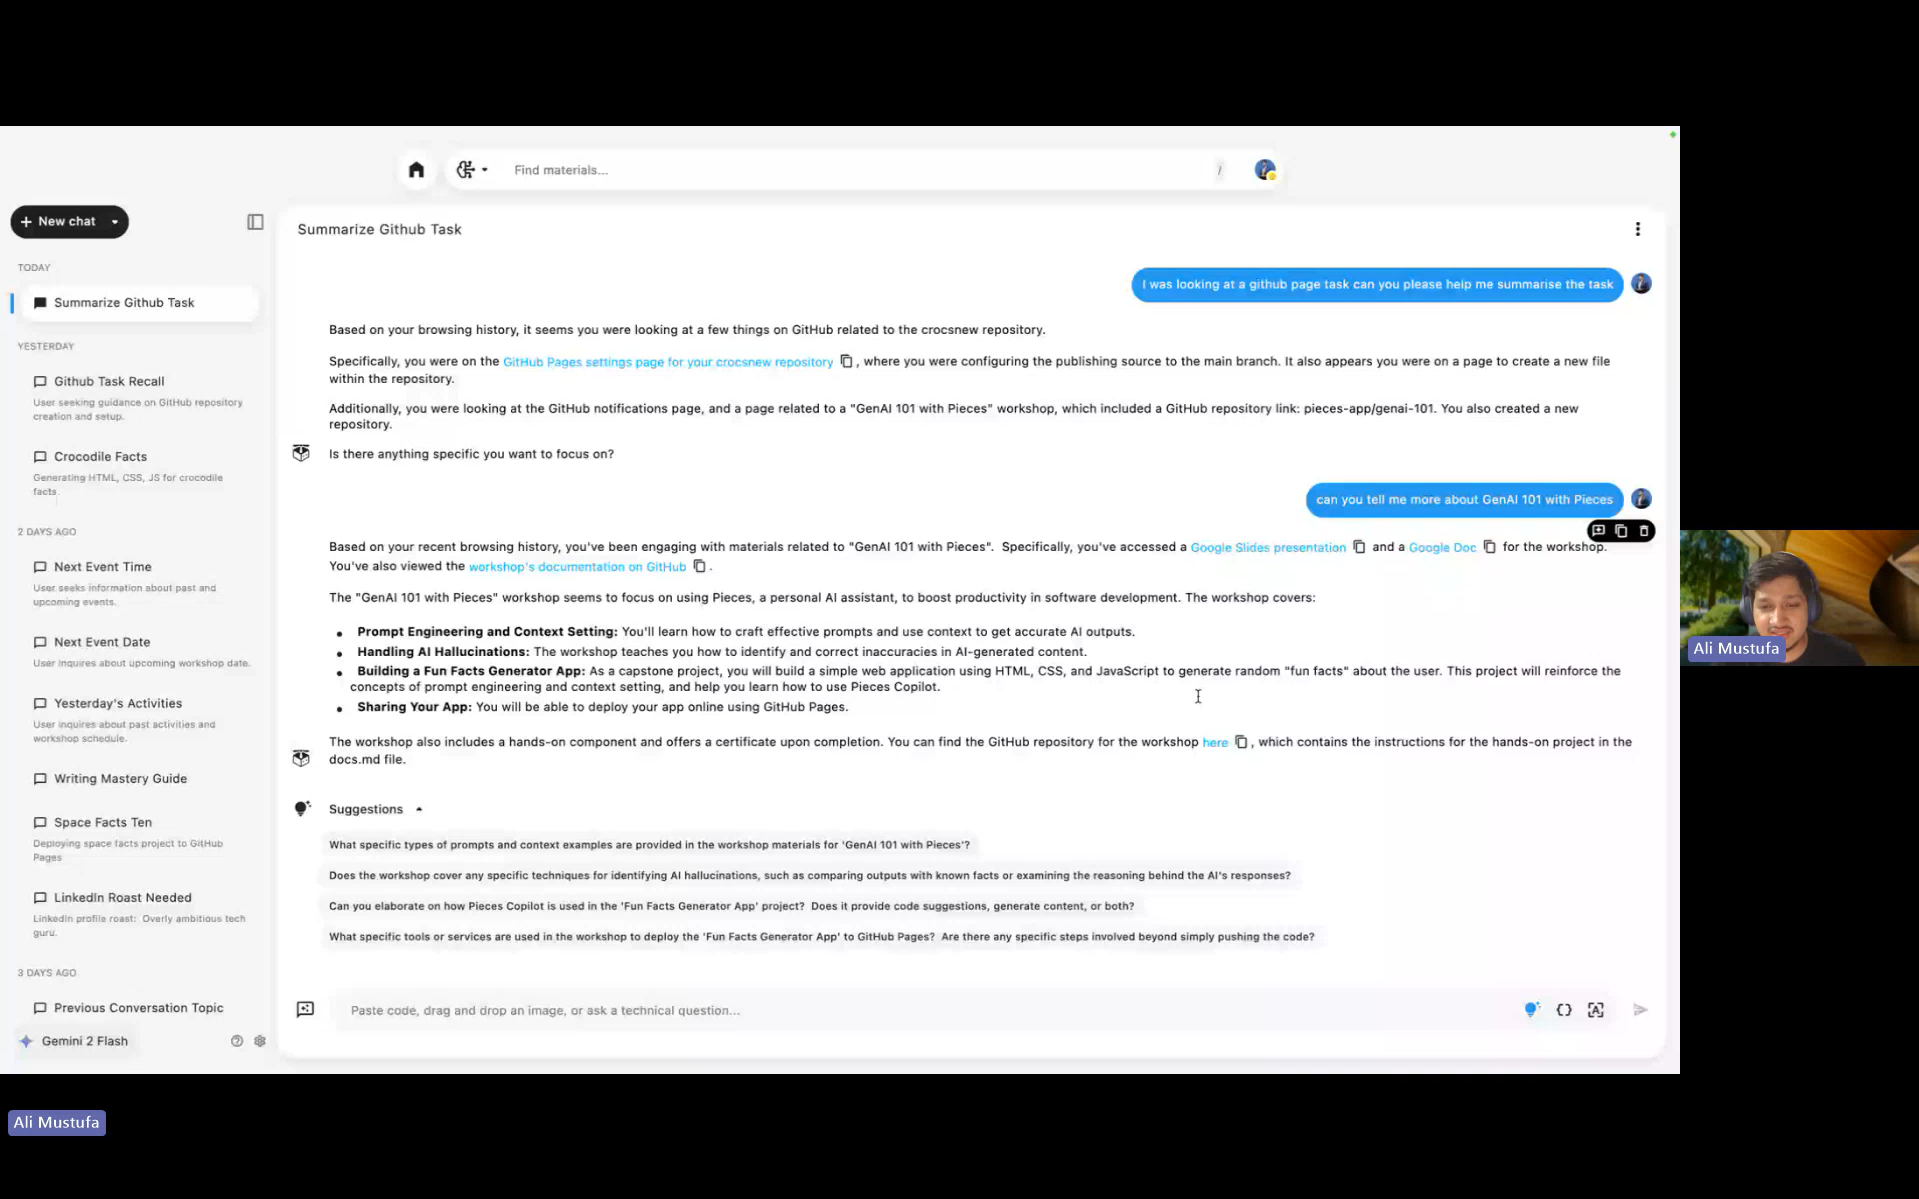 Find materials...
/
+ New chat
TODAY
Summarize Github Task
YESTERDAY
Github Task Recall
User seeking guidance on GitHub repository
creation and setup.
Crocodile Facts
Generating HTML, CSS, JS for crocodile
facts.
2 DAYS AGO
Next Event Time
User seeks information about past and
upcoming events.
Next Event Date
User inquires about upcoming workshop date.
Yesterday's Activities
User inquires about past activities and
workshop schedule.
Writing Mastery Guide
Space Facts Ten
Deploying space facts project to GitHub
Pages
LinkedIn Roast Needed
LinkedIn profile roast: Overly ambitious tech
guru.
3 DAYS AGO
Previous Conversation Topic
Gemini 2 Flash
Summarize Github Task
I was looking at a github page task can you please help me summarise the task
Based on your browsing history, it seems you were looking at a few things on GitHub related to the crocsnew repository.
Specifically, you were on the GitHub Pages settings page for your crocsnew repository , where you were configuring the publishing source to the main branch. It also appears you were on a page to create a new file
within the repository.
Additionally, you were looking at the GitHub notifications page, and a page related to a "GenAI 101 with Pieces" workshop, which included a GitHub repository link: pieces-app/genai-101. You also created a new
repository.
Is there anything specific you want to focus on?
can you tell me more about GenAI 101 with Pieces
Based on your recent browsing history, you've been engaging with materials related to "GenAI 101 with Pieces". Specifically, you've accessed a Google Slides presentation and a Google Doc for the workshop.
You've also viewed the workshop's documentation on GitHub .
The "GenAI 101 with Pieces" workshop seems to focus on using Pieces, a personal AI assistant, to boost productivity in software development. The workshop covers:
• Prompt Engineering and Context Setting: You'll learn how to craft effective prompts and use context to get accurate AI outputs.
• Handling AI Hallucinations: The workshop teaches you how to identify and correct inaccuracies in AI-generated content.
• Building a Fun Facts Generator App: As a capstone project, you will build a simple web application using HTML, CSS, and JavaScript to generate random "fun facts" about the user. This project will reinforce the
concepts of prompt engineering and context setting, and help you learn how to use Pieces Copilot.
• Sharing Your App: You will be able to deploy your app online using GitHub Pages.
The workshop also includes a hands-on component and offers a certificate upon completion. You can find the GitHub repository for the workshop here , which contains the instructions for the hands-on project in the
docs.md file.
Suggestions
What specific types of prompts and context examples are provided in the workshop materials for 'GenAI 101 with Pieces'?
Does the workshop cover any specific techniques for identifying AI hallucinations, such as comparing outputs with known facts or examining the reasoning behind the AI's responses?
Can you elaborate on how Pieces Copilot is used in the 'Fun Facts Generator App' project? Does it provide code suggestions, generate content, or both?
What specific tools or services are used in the workshop to deploy the 'Fun Facts Generator App' to GitHub Pages? Are there any specific steps involved beyond simply pushing the code?
Paste code, drag and drop an image, or ask a technical question...
Ali Mustufa
Ali Mustufa